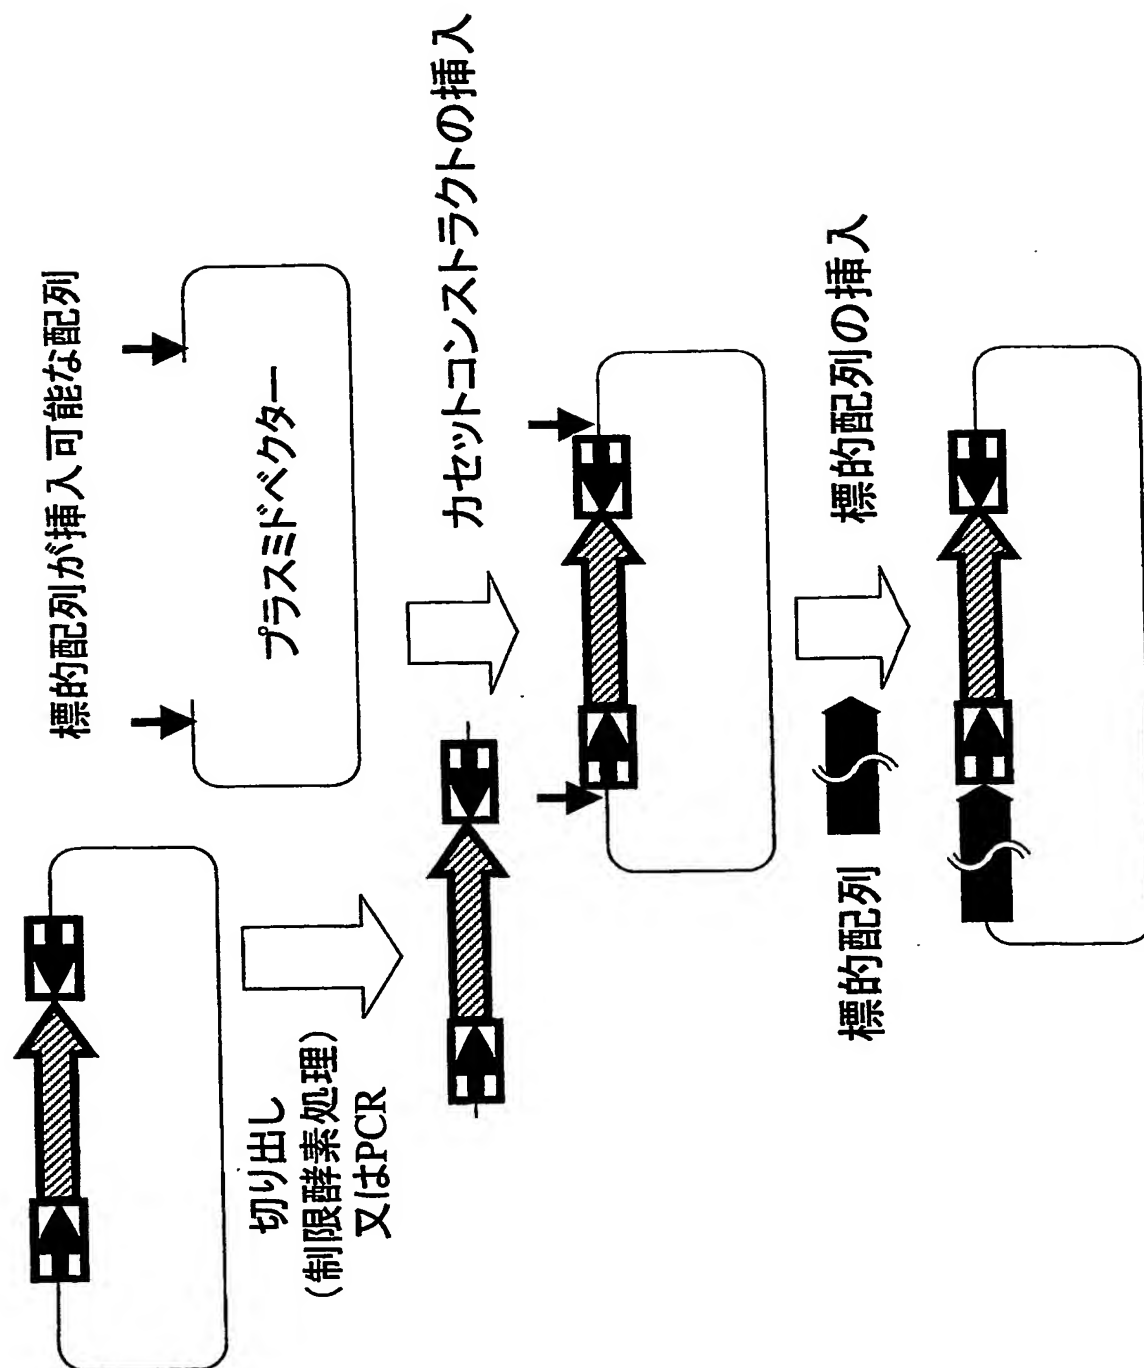 標的配列が挿入可能な配列
プラスミドベクター
切り出し
(制限酵素処理)
又はPCR
カセットコンストラクトの挿入
標的配列
標的配列の挿入